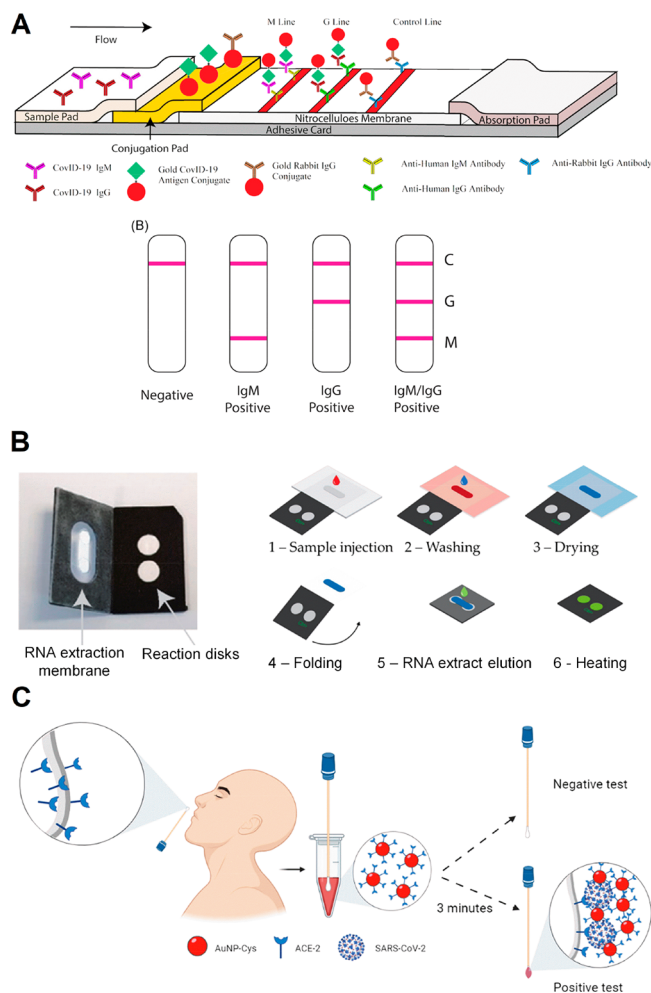 A
Flow
M Line
G Line
Control Line
Sample Pad
Nitrocelluloes Membrane
Absorption Pad
Adhesive Card
Conjugation Pad
CovID-19 IgM
CovID-19 IgG
Gold CovID-19
Antigen Conjugate
Gold Rabbit IgG
Conjugate
Anti-Human IgM Antibody
Anti-Human IgG Antibody
Anti-Rabbit IgG Antibody
(B)
C
G
M
Negative
IgM
Positive
IgG
Positive
IgM/IgG
Positive
B
RNA extraction
membrane
Reaction disks
1 – Sample injection
2 – Washing
3 – Drying
4 – Folding
5 – RNA extract elution
6 - Heating
C
Negative test
3 minutes
AuNP-Cys
ACE-2
SARS-CoV-2
Positive test